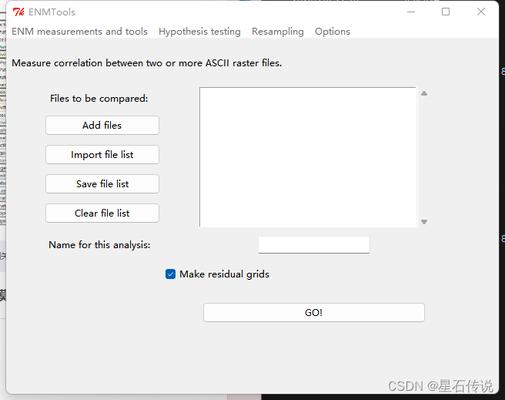 ENMTools
ENM measurements and tools Hypothesis testing Resampling Options
Measure correlation between two or more ASCII raster files.
Files to be compared:
Add files
Import file list
Save file list
Clear file list
Name for this analysis:
Make residual grids
GO!
CSDN @星石传说